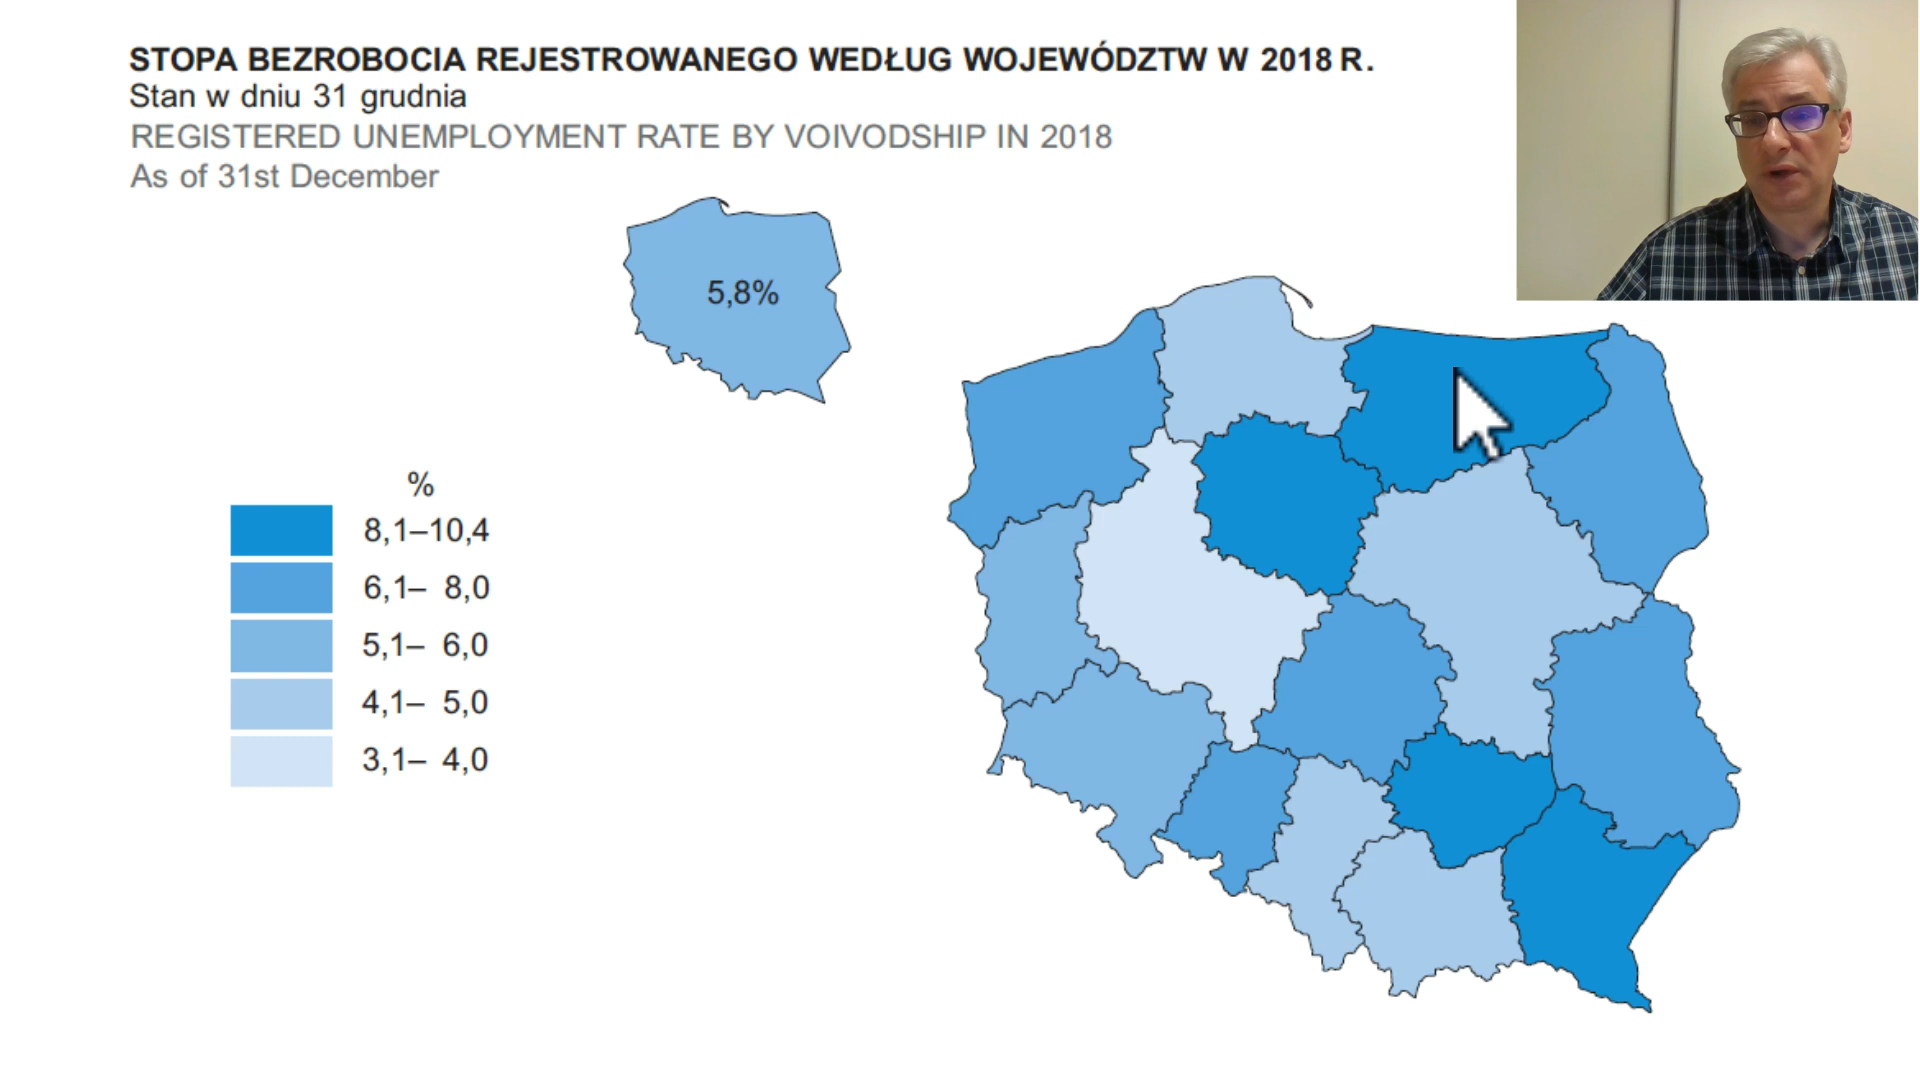 STOPA BEZROBOCIA REJESTROWANEGO WEDŁUG WOJEWÓDZTW W 2018 R.
Stan w dniu 31 grudnia
REGISTERED UNEMPLOYMENT RATE BY VOIVODSHIP IN 2018
As of 31st December
5,8%
%
8,1–10,4
6,1– 8,0
5,1– 6,0
4,1– 5,0
3,1– 4,0